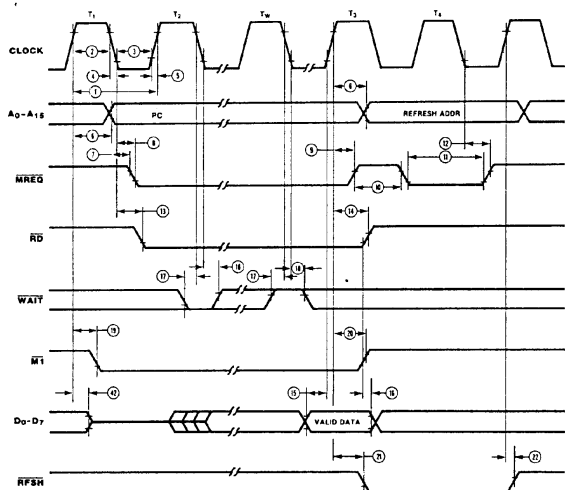 T1 T2 TW T3 T4
CLOCK
2 3
4 5
1 6
A0-A15 PC REFRESH ADDR
6 8 12
7 9 11
MREQ 10
13 14
RD
17 18 17 18
WAIT
19 20
M1
42 15 16
D0-D7 VALID DATA
21 22
RFSH